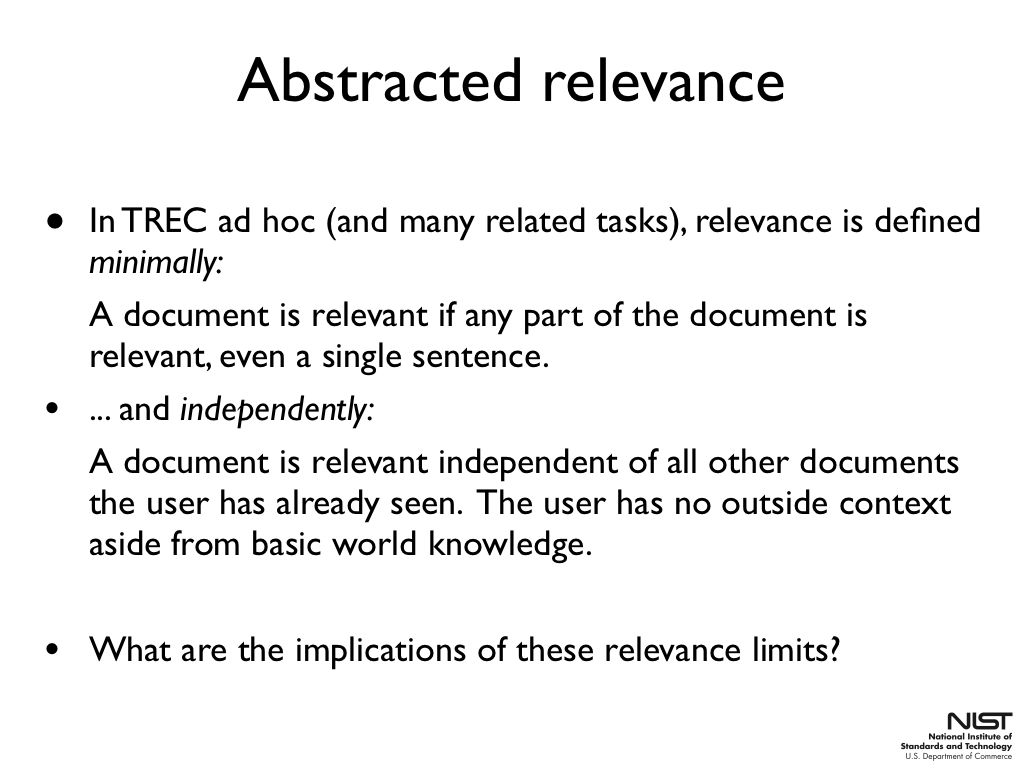 Abstracted relevance
• In TREC ad hoc (and many related tasks), relevance is defined
minimally:
A document is relevant if any part of the document is
relevant, even a single sentence.
• ... and independently:
A document is relevant independent of all other documents
the user has already seen.  The user has no outside context
aside from basic world knowledge.
• What are the implications of these relevance limits?
NIST
National Institute of
Standards and Technology
U.S. Department of Commerce